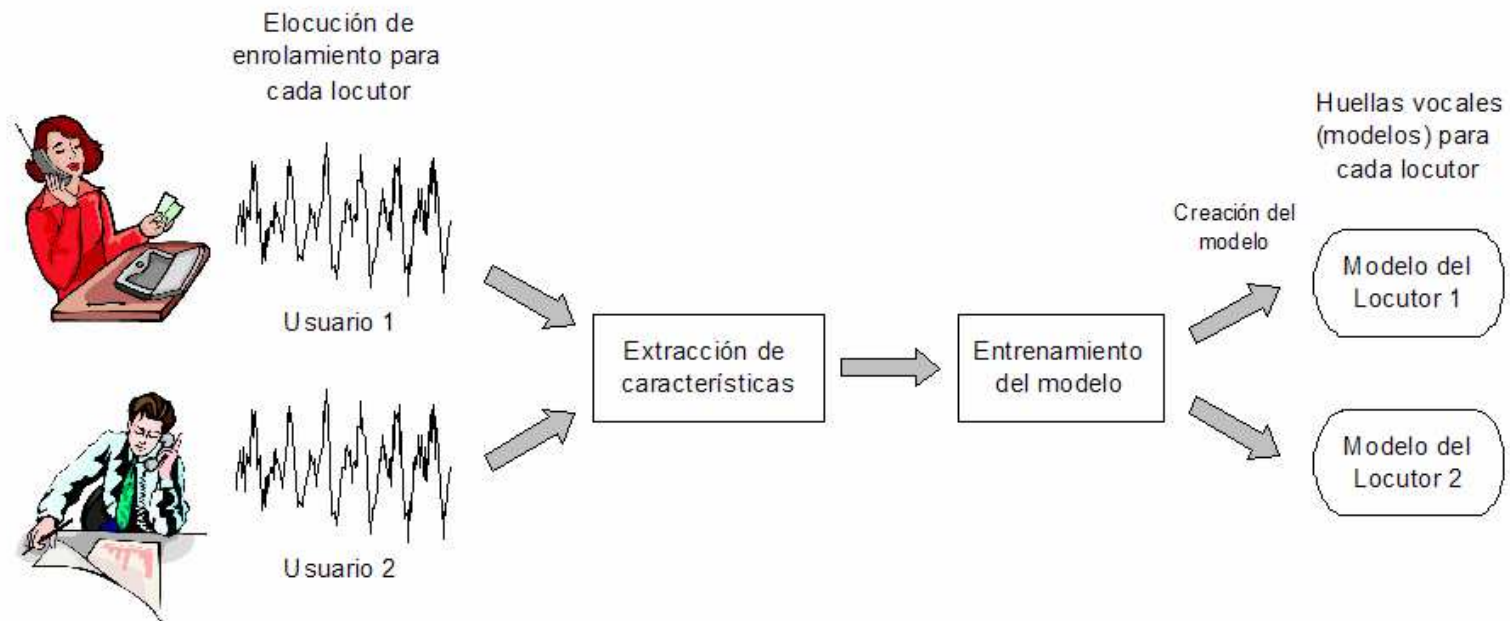 Elocución de
enrolamiento para
cada locutor
Usuario 1
Usuario 2
Extracción de
características
Entrenamiento
del modelo
Creación del
modelo
Huellas vocales
(modelos) para
cada locutor
Modelo del
Locutor 1
Modelo del
Locutor 2